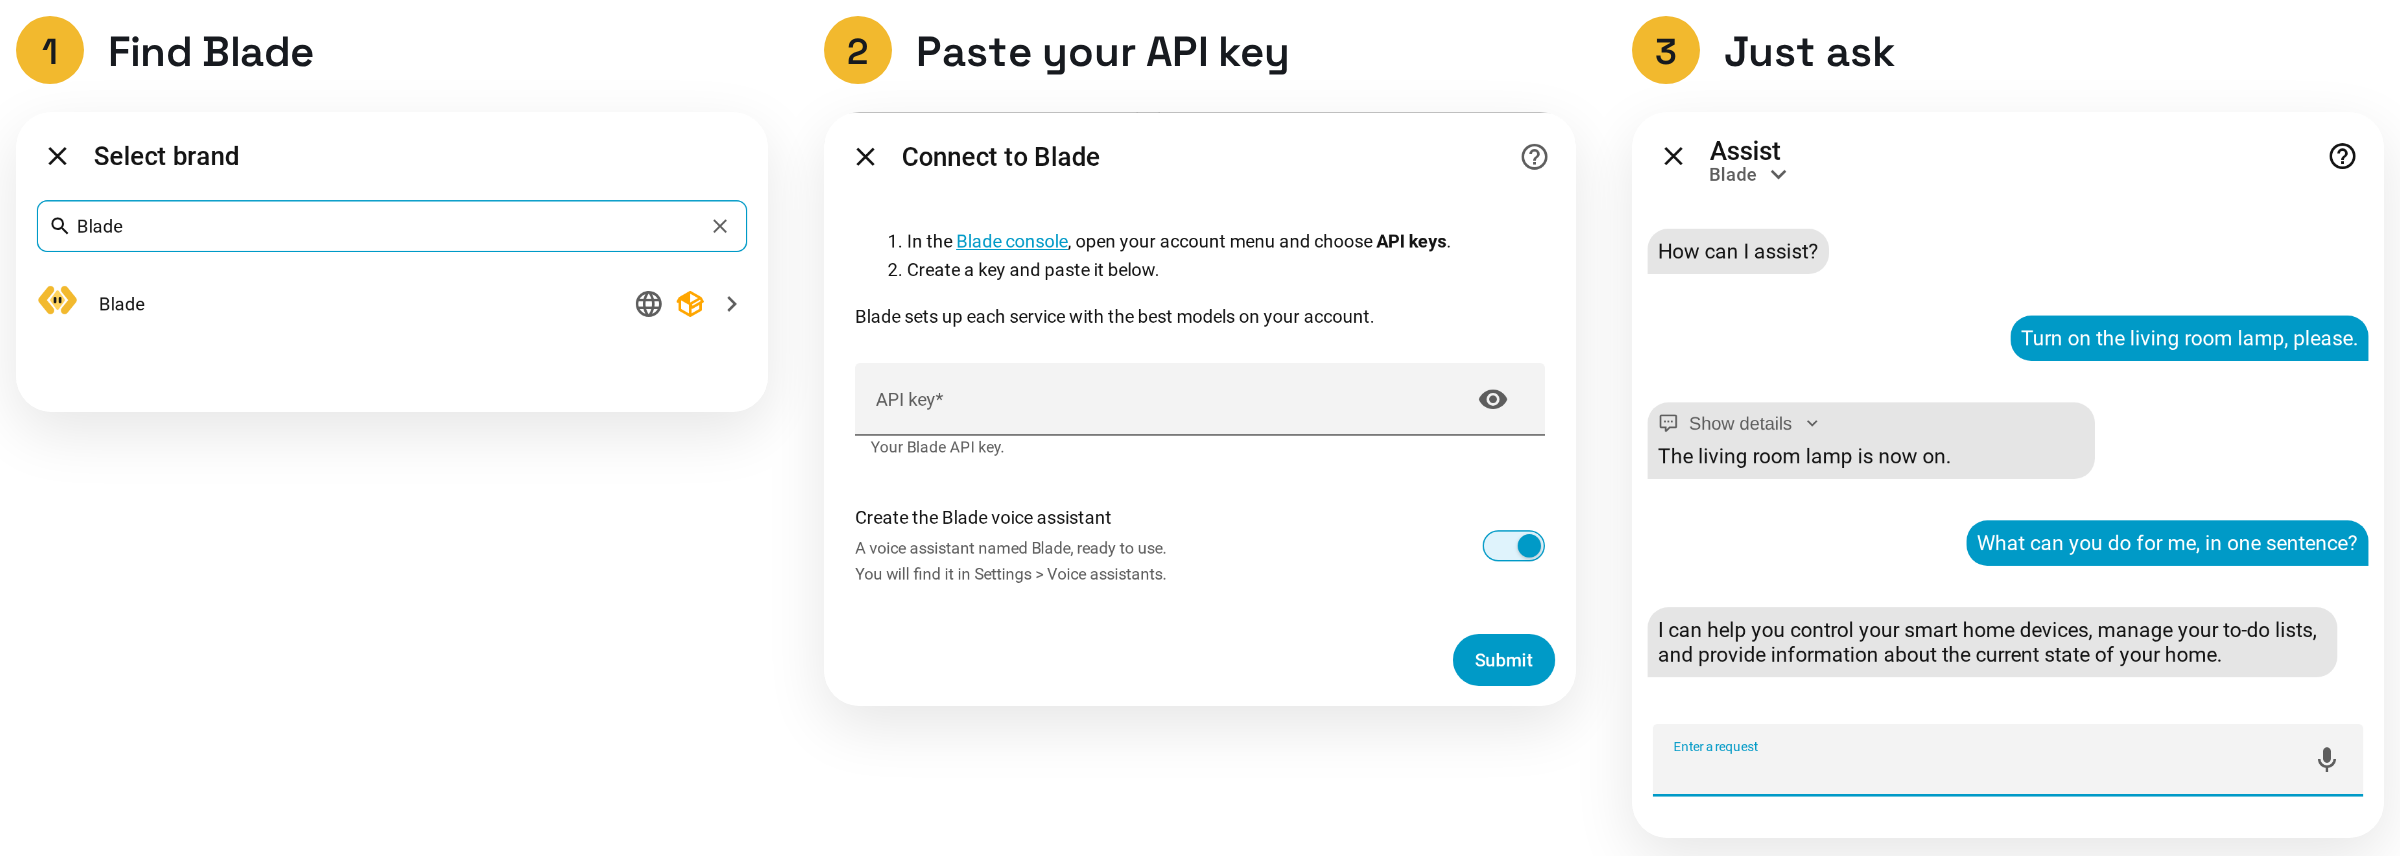 1 Find Blade
Select brand
Blade
Blade
2 Paste your API key
Connect to Blade
1. In the Blade console, open your account menu and choose API keys.
2. Create a key and paste it below.
Blade sets up each service with the best models on your account.
API key*
Your Blade API key.
Create the Blade voice assistant
A voice assistant named Blade, ready to use.
You will find it in Settings > Voice assistants.
Submit
3 Just ask
Assist
Blade
How can I assist?
Turn on the living room lamp, please.
Show details
The living room lamp is now on.
What can you do for me, in one sentence?
I can help you control your smart home devices, manage your to-do lists,
and provide information about the current state of your home.
Enter a request